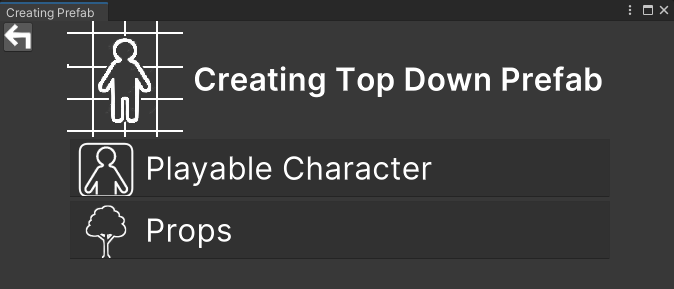 Creating Prefab
Creating Top Down Prefab
Playable Character
Props